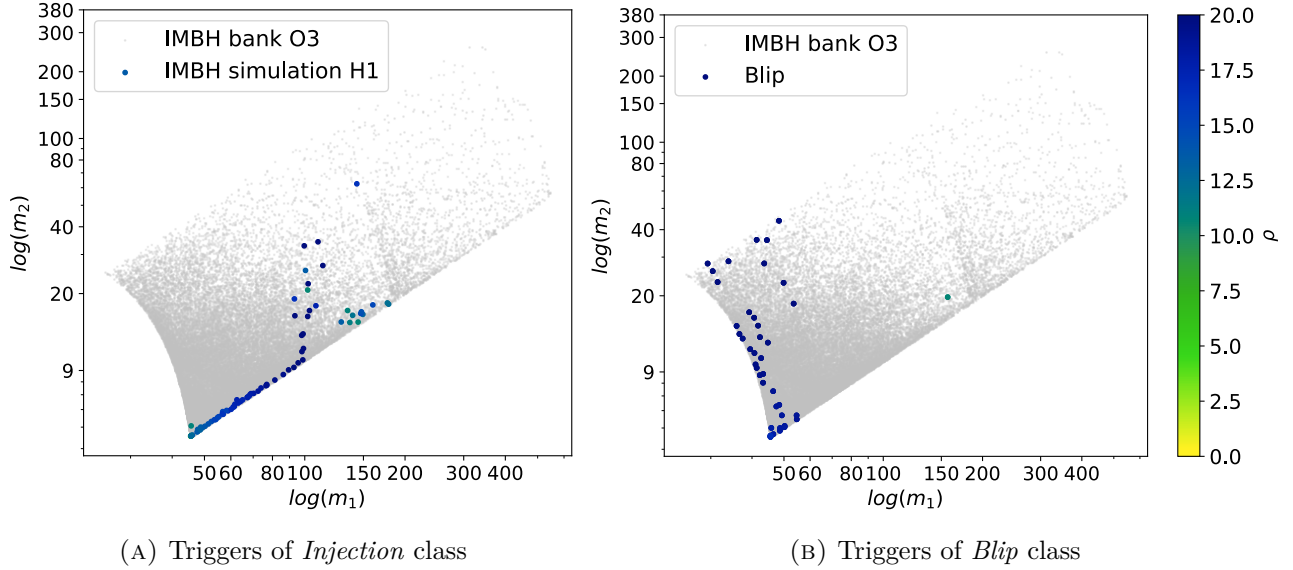 380
300
200
150
100
80
40
20
9
log(m₂)
IMBH bank O3
IMBH simulation H1
50 60 80 100 150 200 300 400
log(m₁)
(A) Triggers of Injection class
380
300
200
150
100
80
40
20
9
log(m₂)
IMBH bank O3
Blip
50 60 80 100 150 200 300 400
log(m₁)
(B) Triggers of Blip class
20.0
17.5
15.0
12.5
10.0
7.5
5.0
2.5
0.0
ρ